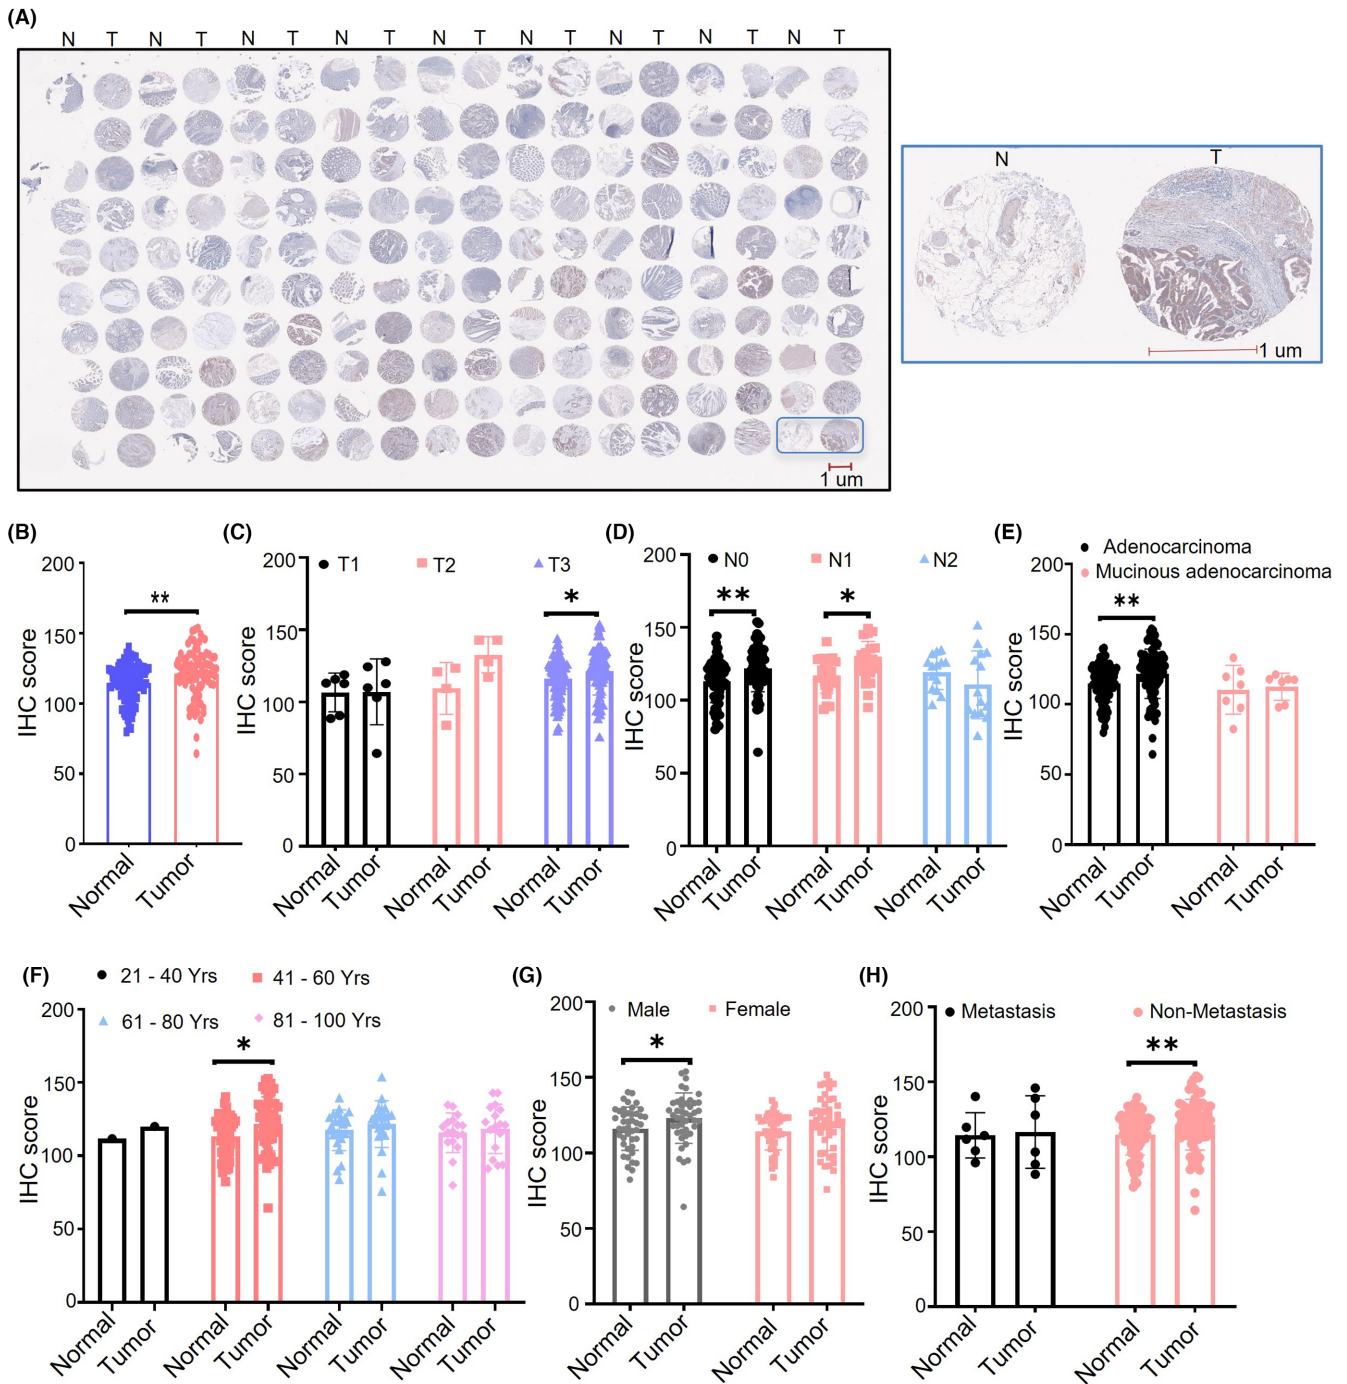 (A)
N T N T N T N T N T N T N T N T N T
N T
1 um
1 um
(B)
200
150
100
50
0
IHC score
**
Normal
Tumor
(C)
T1
T2
T3
200
150
100
50
0
IHC score
*
Normal
Tumor
Normal
Tumor
Normal
Tumor
(D)
N0
N1
N2
200
150
100
50
0
IHC score
**
*
Normal
Tumor
Normal
Tumor
Normal
Tumor
(E)
Adenocarcinoma
Mucinous adenocarcinoma
200
150
100
50
0
IHC score
**
Normal
Tumor
Normal
Tumor
(F)
21 - 40 Yrs
41 - 60 Yrs
61 - 80 Yrs
81 - 100 Yrs
200
150
100
50
0
IHC score
*
Normal
Tumor
Normal
Tumor
Normal
Tumor
Normal
Tumor
(G)
Male
Female
200
150
100
50
0
IHC score
*
Normal
Tumor
Normal
Tumor
(H)
Metastasis
Non-Metastasis
200
150
100
50
0
IHC score
**
Normal
Tumor
Normal
Tumor